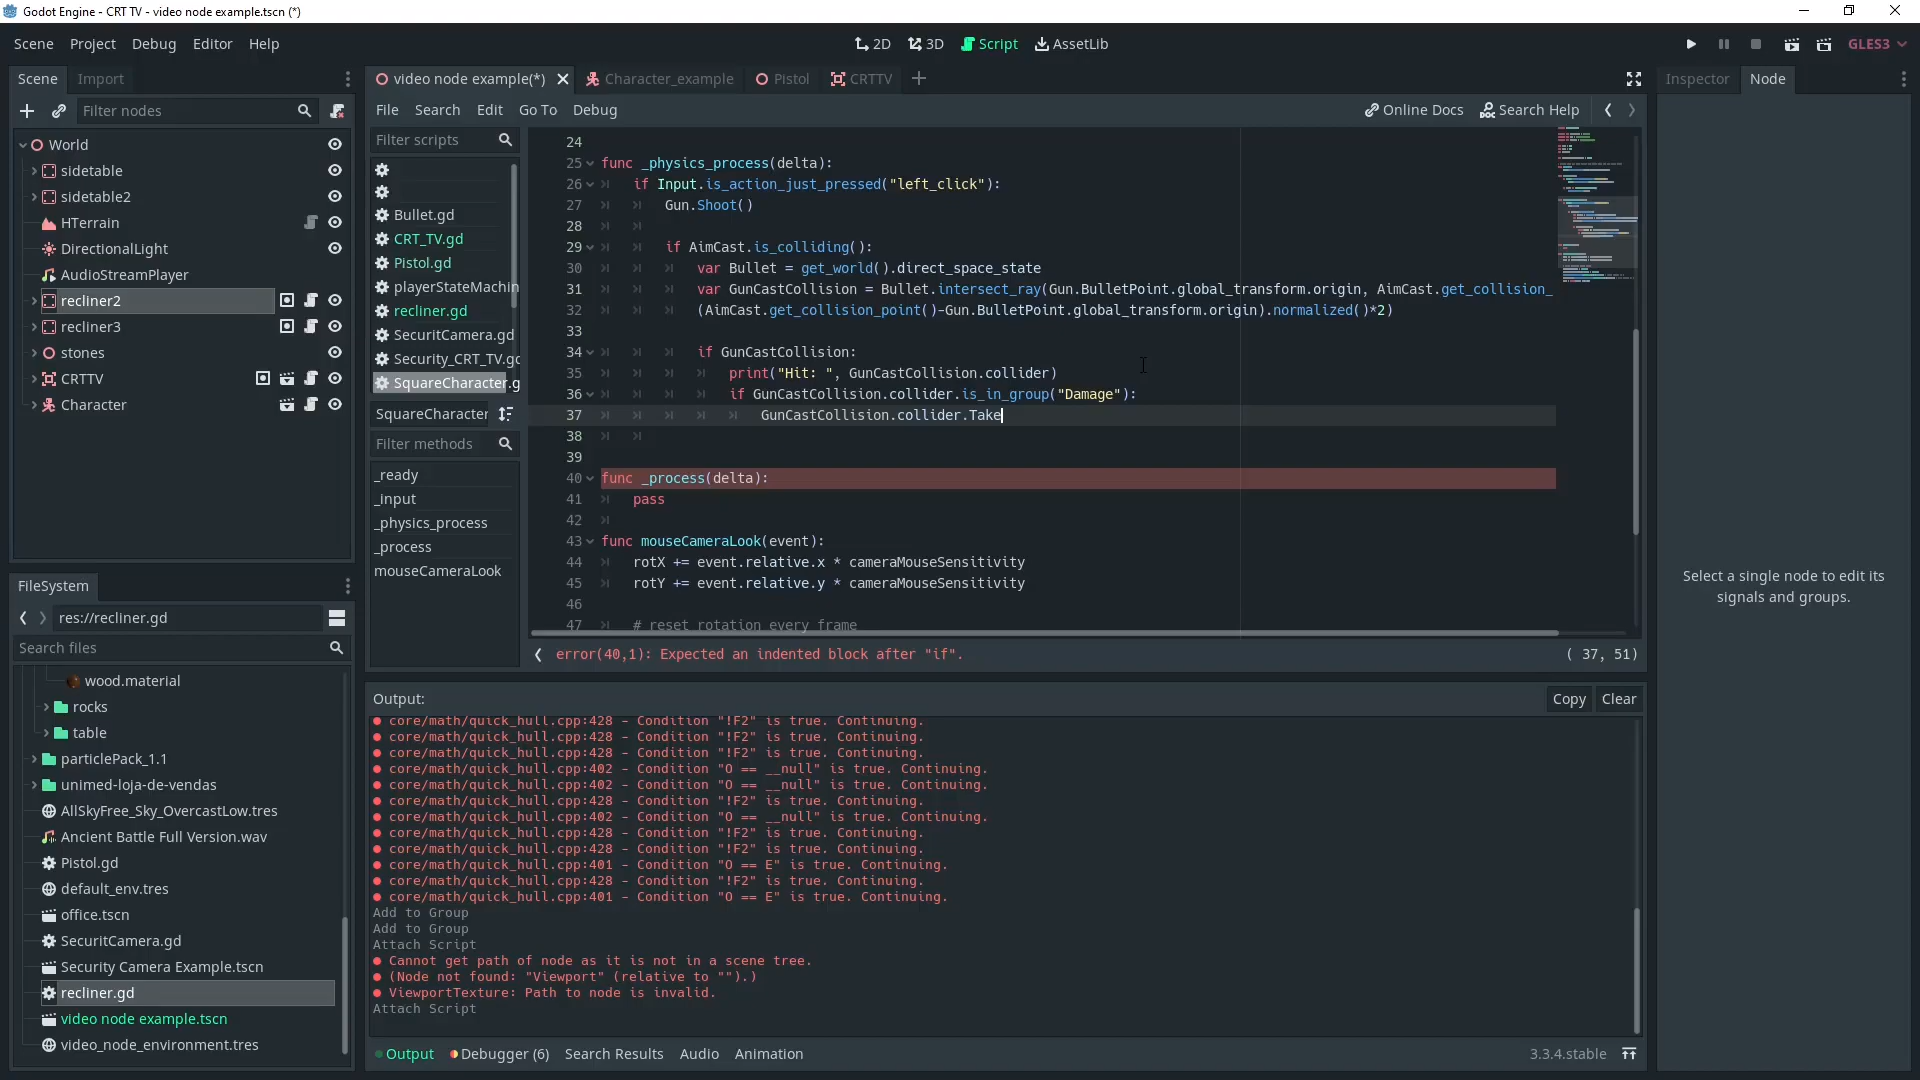 Godot Engine - CRT TV - video node example.tscn (*)
Scene Project Debug Editor Help
2D 3D Script AssetLib
GLES3
Scene Import
Filter nodes
World
sidetable
sidetable2
HTerrain
DirectionalLight
AudioStreamPlayer
recliner2
recliner3
stones
CRTTV
Character
FileSystem
res://recliner.gd
Search files
wood.material
rocks
table
particlePack_1.1
unimed-loja-de-vendas
AllSkyFree_Sky_OvercastLow.tres
Ancient Battle Full Version.wav
Pistol.gd
default_env.tres
office.tscn
SecuritCamera.gd
Security Camera Example.tscn
recliner.gd
video node example.tscn
video_node_environment.tres
video node example(*) Character_example Pistol CRTTV
File Search Edit Go To Debug
Online Docs Search Help
Filter scripts
Bullet.gd
CRT_TV.gd
Pistol.gd
playerStateMachin
recliner.gd
SecuritCamera.gd
Security_CRT_TV.gd
SquareCharacter.g
SquareCharacter
Filter methods
_ready
_input
_physics_process
_process
mouseCameraLook
24
25 func _physics_process(delta):
26 if Input.is_action_just_pressed("left_click"):
27 Gun.Shoot()
28
29 if AimCast.is_colliding():
30 var Bullet = get_world().direct_space_state
31 var GunCastCollision = Bullet.intersect_ray(Gun.BulletPoint.global_transform.origin, AimCast.get_collision_
32 (AimCast.get_collision_point()-Gun.BulletPoint.global_transform.origin).normalized()*2)
33
34 if GunCastCollision:
35 print("Hit: ", GunCastCollision.collider)
36 if GunCastCollision.collider.is_in_group("Damage"):
37 GunCastCollision.collider.Take
38
39
40 func _process(delta):
41 pass
42
43 func mouseCameraLook(event):
44 rotX += event.relative.x * cameraMouseSensitivity
45 rotY += event.relative.y * cameraMouseSensitivity
46
47 # reset rotation every frame
error(40,1): Expected an indented block after "if".
( 37, 51)
Output:
Copy Clear
core/math/quick_hull.cpp:428 - Condition "!F2" is true. Continuing.
core/math/quick_hull.cpp:428 - Condition "!F2" is true. Continuing.
core/math/quick_hull.cpp:428 - Condition "!F2" is true. Continuing.
core/math/quick_hull.cpp:402 - Condition "O == __null" is true. Continuing.
core/math/quick_hull.cpp:402 - Condition "O == __null" is true. Continuing.
core/math/quick_hull.cpp:428 - Condition "!F2" is true. Continuing.
core/math/quick_hull.cpp:402 - Condition "O == __null" is true. Continuing.
core/math/quick_hull.cpp:428 - Condition "!F2" is true. Continuing.
core/math/quick_hull.cpp:428 - Condition "!F2" is true. Continuing.
core/math/quick_hull.cpp:401 - Condition "O == E" is true. Continuing.
core/math/quick_hull.cpp:428 - Condition "!F2" is true. Continuing.
core/math/quick_hull.cpp:401 - Condition "O == E" is true. Continuing.
Add to Group
Add to Group
Attach Script
Cannot get path of node as it is not in a scene tree.
(Node not found: "Viewport" (relative to "").)
ViewportTexture: Path to node is invalid.
Attach Script
Output Debugger (6) Search Results Audio Animation
3.3.4.stable
Inspector Node
Select a single node to edit its
signals and groups.